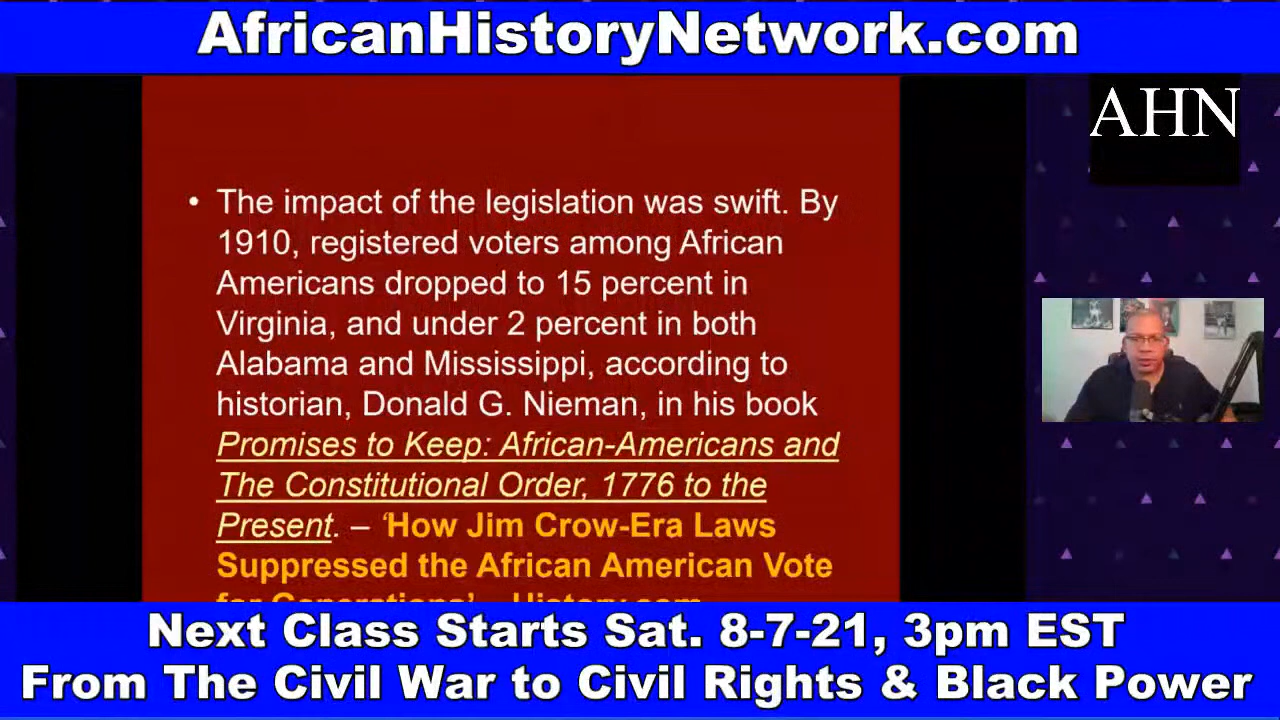 AfricanHistoryNetwork.com
AHN
• The impact of the legislation was swift. By
1910, registered voters among African
Americans dropped to 15 percent in
Virginia, and under 2 percent in both
Alabama and Mississippi, according to
historian, Donald G. Nieman, in his book
Promises to Keep: African-Americans and
The Constitutional Order, 1776 to the
Present. – ‘How Jim Crow-Era Laws
Suppressed the African American Vote
for Generations’ – History.com
Next Class Starts Sat. 8-7-21, 3pm EST
From The Civil War to Civil Rights & Black Power